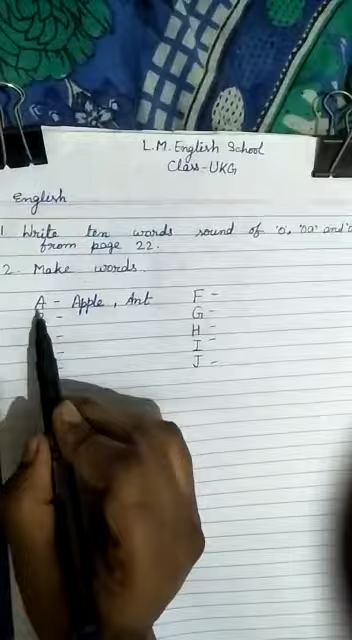 L.M. English School
Class-UKG
English
1 Write ten words sound of 'o, 'oa' and
from page 22.
2. Make words.
A - Apple, Ant
F -
G -
H -
I -
J -